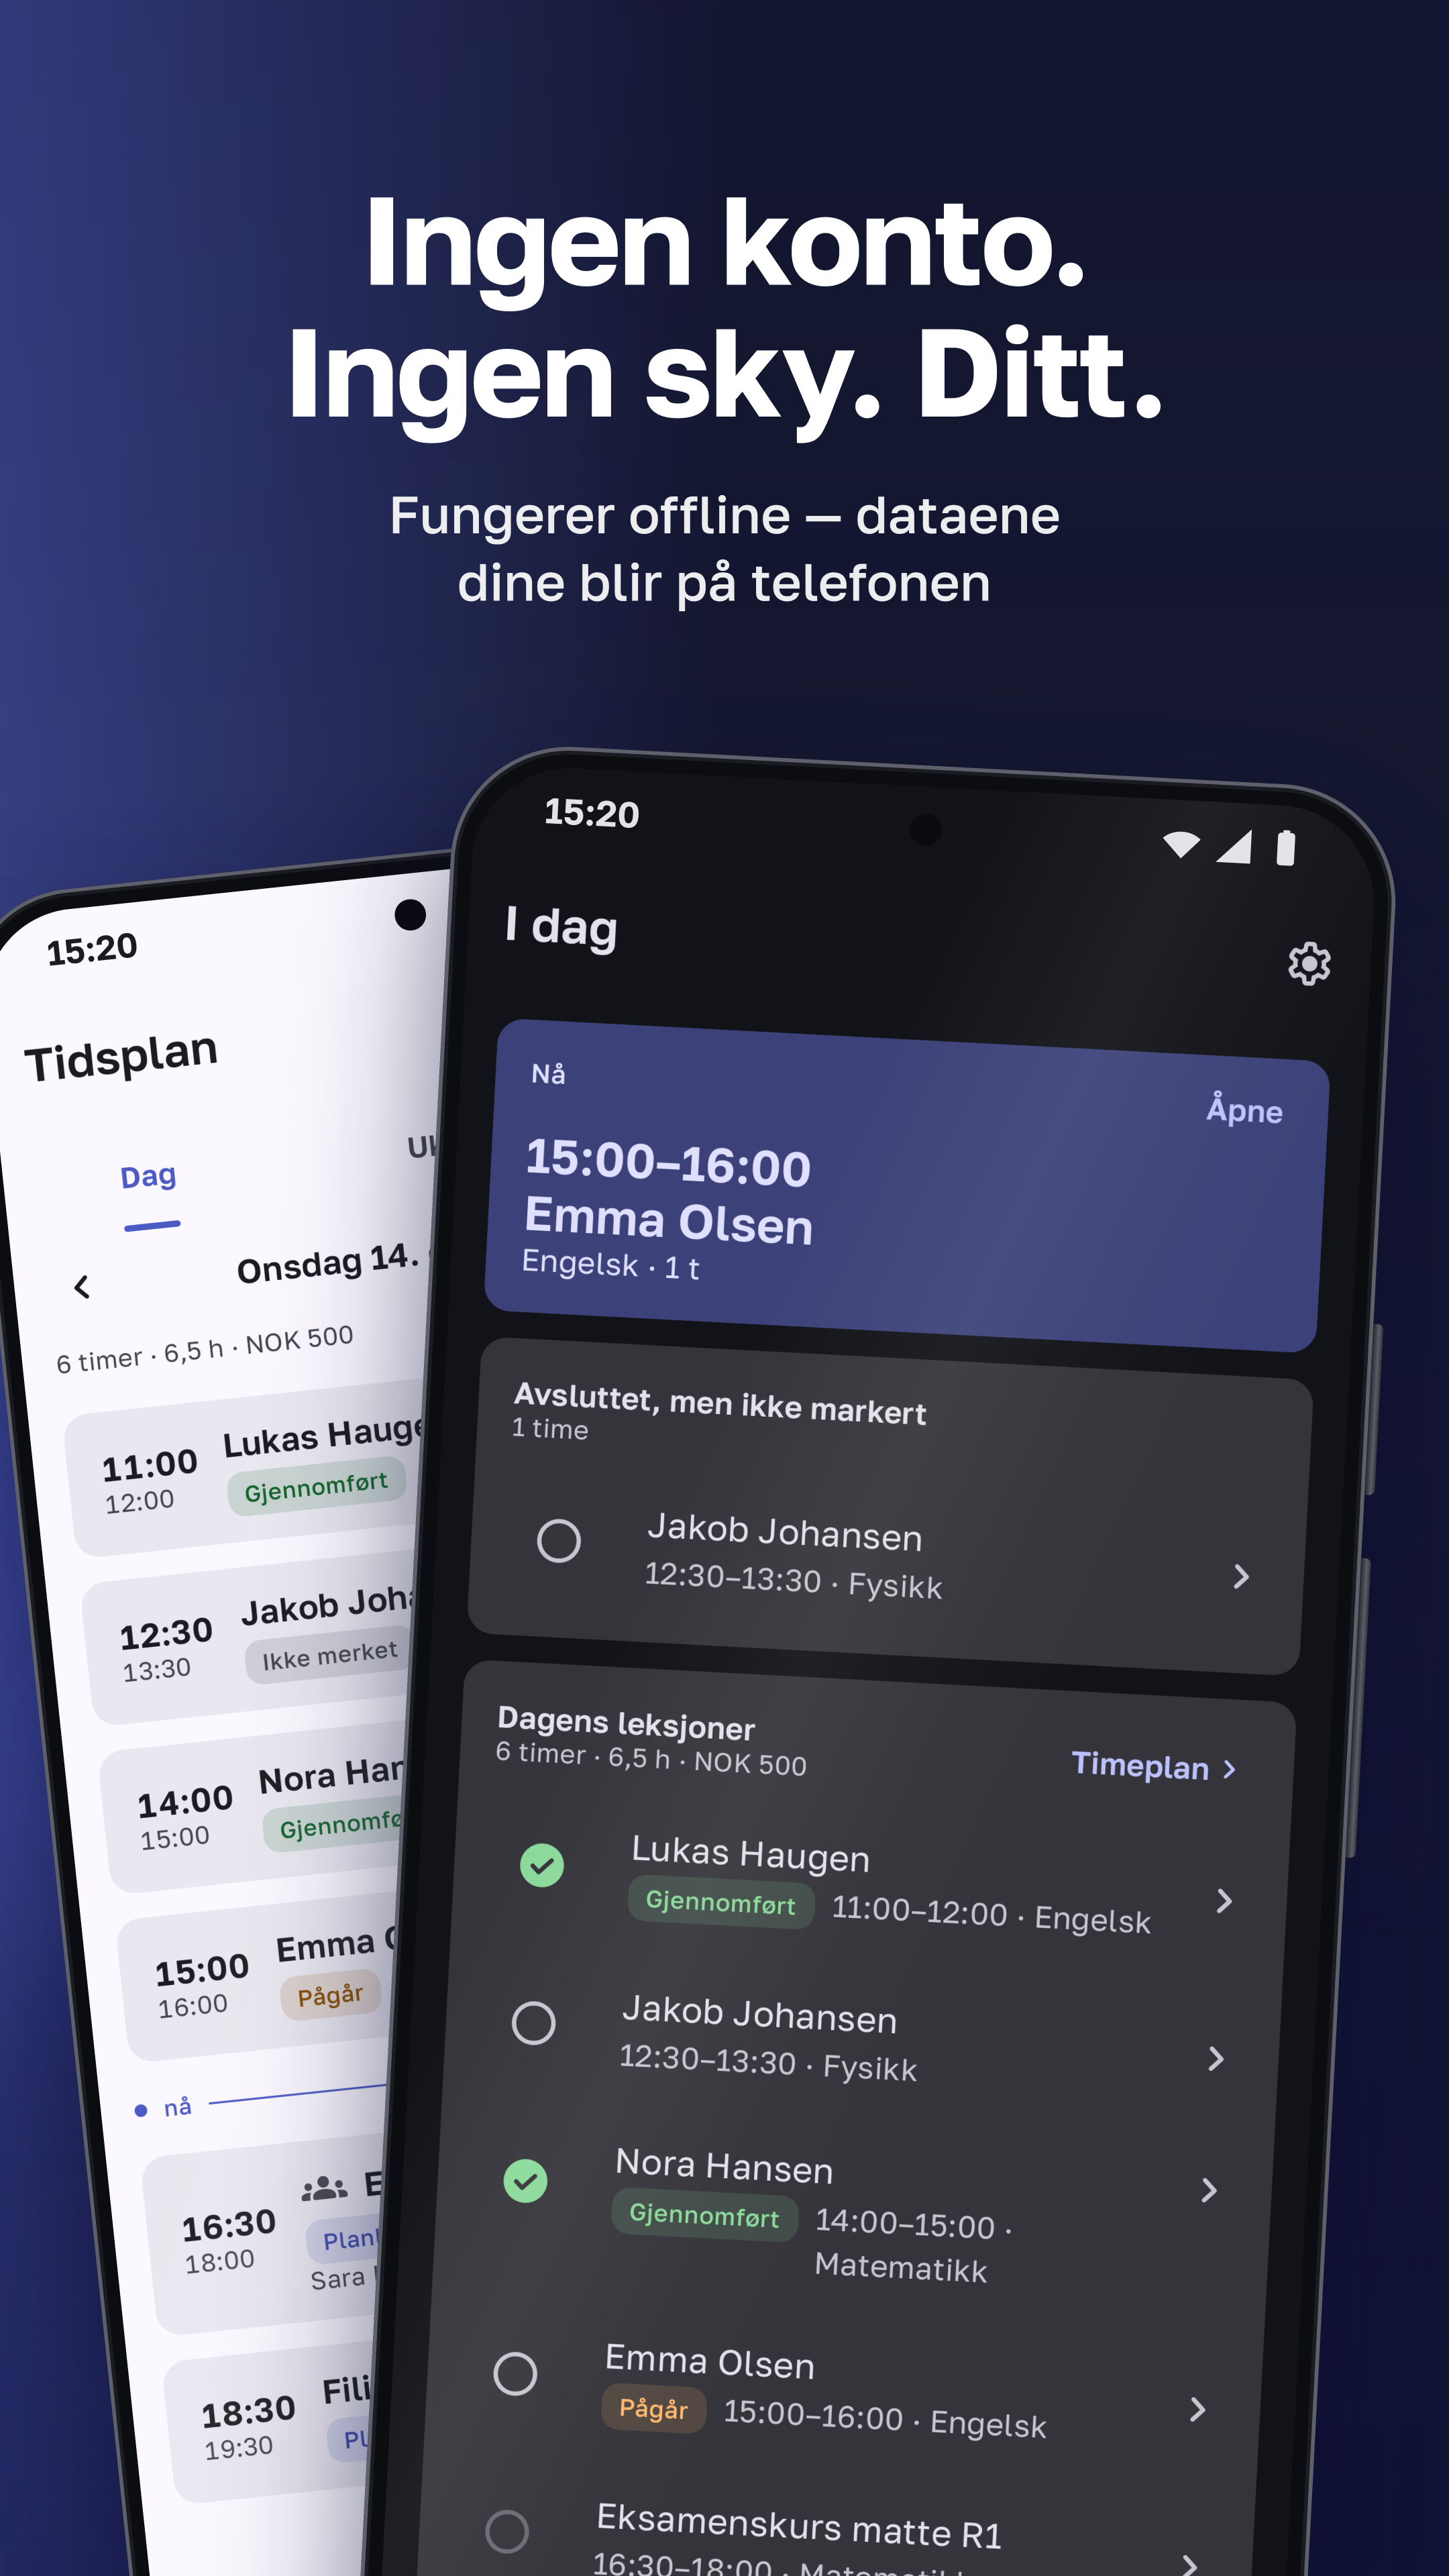 Ingen konto.
Ingen sky. Ditt.
Fungerer offline — dataene
dine blir på telefonen
15:20
Tidsplan
Dag
Onsdag 14.
6 timer · 6,5 h · NOK 500
11:00
12:00
Lukas Hauge
Gjennomført
12:30
13:30
Jakob
Ikke merket
14:00
15:00
Nora
15:00
16:00
Emma
Pågår
nå
16:30
18:00
Sara
18:30
19:30
15:20
I dag
Nå
Åpne
15:00–16:00
Emma Olsen
Engelsk · 1 t
Avsluttet, men ikke markert
1 time
Jakob Johansen
12:30–13:30 · Fysikk
Dagens leksjoner
6 timer · 6,5 h · NOK 500
Timeplan
Lukas Haugen
Gjennomført 11:00–12:00 · Engelsk
Jakob Johansen
12:30–13:30 · Fysikk
Nora Hansen
Gjennomført 14:00–15:00 ·
Matematikk
Emma Olsen
Pågår 15:00–16:00 · Engelsk
Eksamenskurs matte R1
16:30–18:00 ·